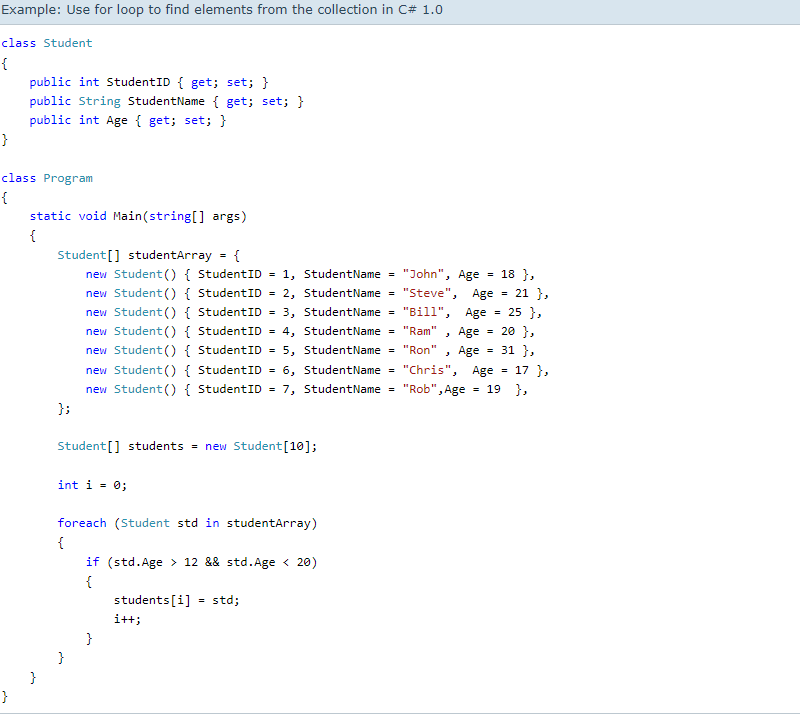 Example: Use for loop to find elements from the collection in C# 1.0
class Student
{
    public int StudentID { get; set; }
    public String StudentName { get; set; }
    public int Age { get; set; }
}

class Program
{
    static void Main(string[] args)
    {
        Student[] studentArray = {
            new Student() { StudentID = 1, StudentName = "John", Age = 18 },
            new Student() { StudentID = 2, StudentName = "Steve",  Age = 21 },
            new Student() { StudentID = 3, StudentName = "Bill",  Age = 25 },
            new Student() { StudentID = 4, StudentName = "Ram" , Age = 20 },
            new Student() { StudentID = 5, StudentName = "Ron" , Age = 31 },
            new Student() { StudentID = 6, StudentName = "Chris",  Age = 17 },
            new Student() { StudentID = 7, StudentName = "Rob",Age = 19  },
        };

        Student[] students = new Student[10];

        int i = 0;

        foreach (Student std in studentArray)
        {
            if (std.Age > 12 && std.Age < 20)
            {
                students[i] = std;
                i++;
            }
        }
    }
}